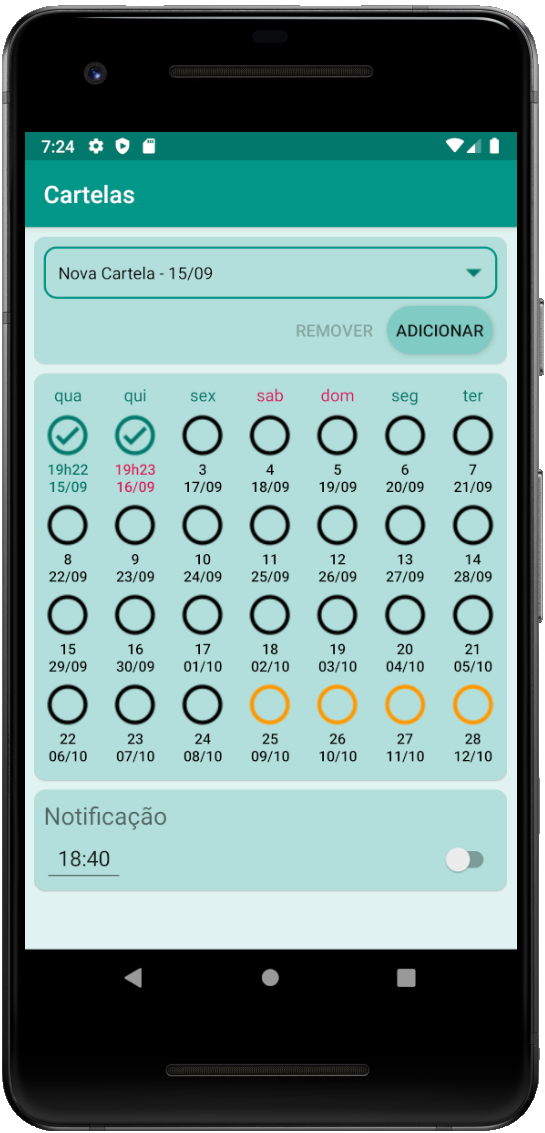 7:24
Cartelas
Nova Cartela - 15/09
REMOVER ADICIONAR
qua qui sex sab dom seg ter
19h22 19h23 3 4 5 6 7
15/09 16/09 17/09 18/09 19/09 20/09 21/09
8 9 10 11 12 13 14
22/09 23/09 24/09 25/09 26/09 27/09 28/09
15 16 17 18 19 20 21
29/09 30/09 01/10 02/10 03/10 04/10 05/10
22 23 24 25 26 27 28
06/10 07/10 08/10 09/10 10/10 11/10 12/10
Notificação
18:40